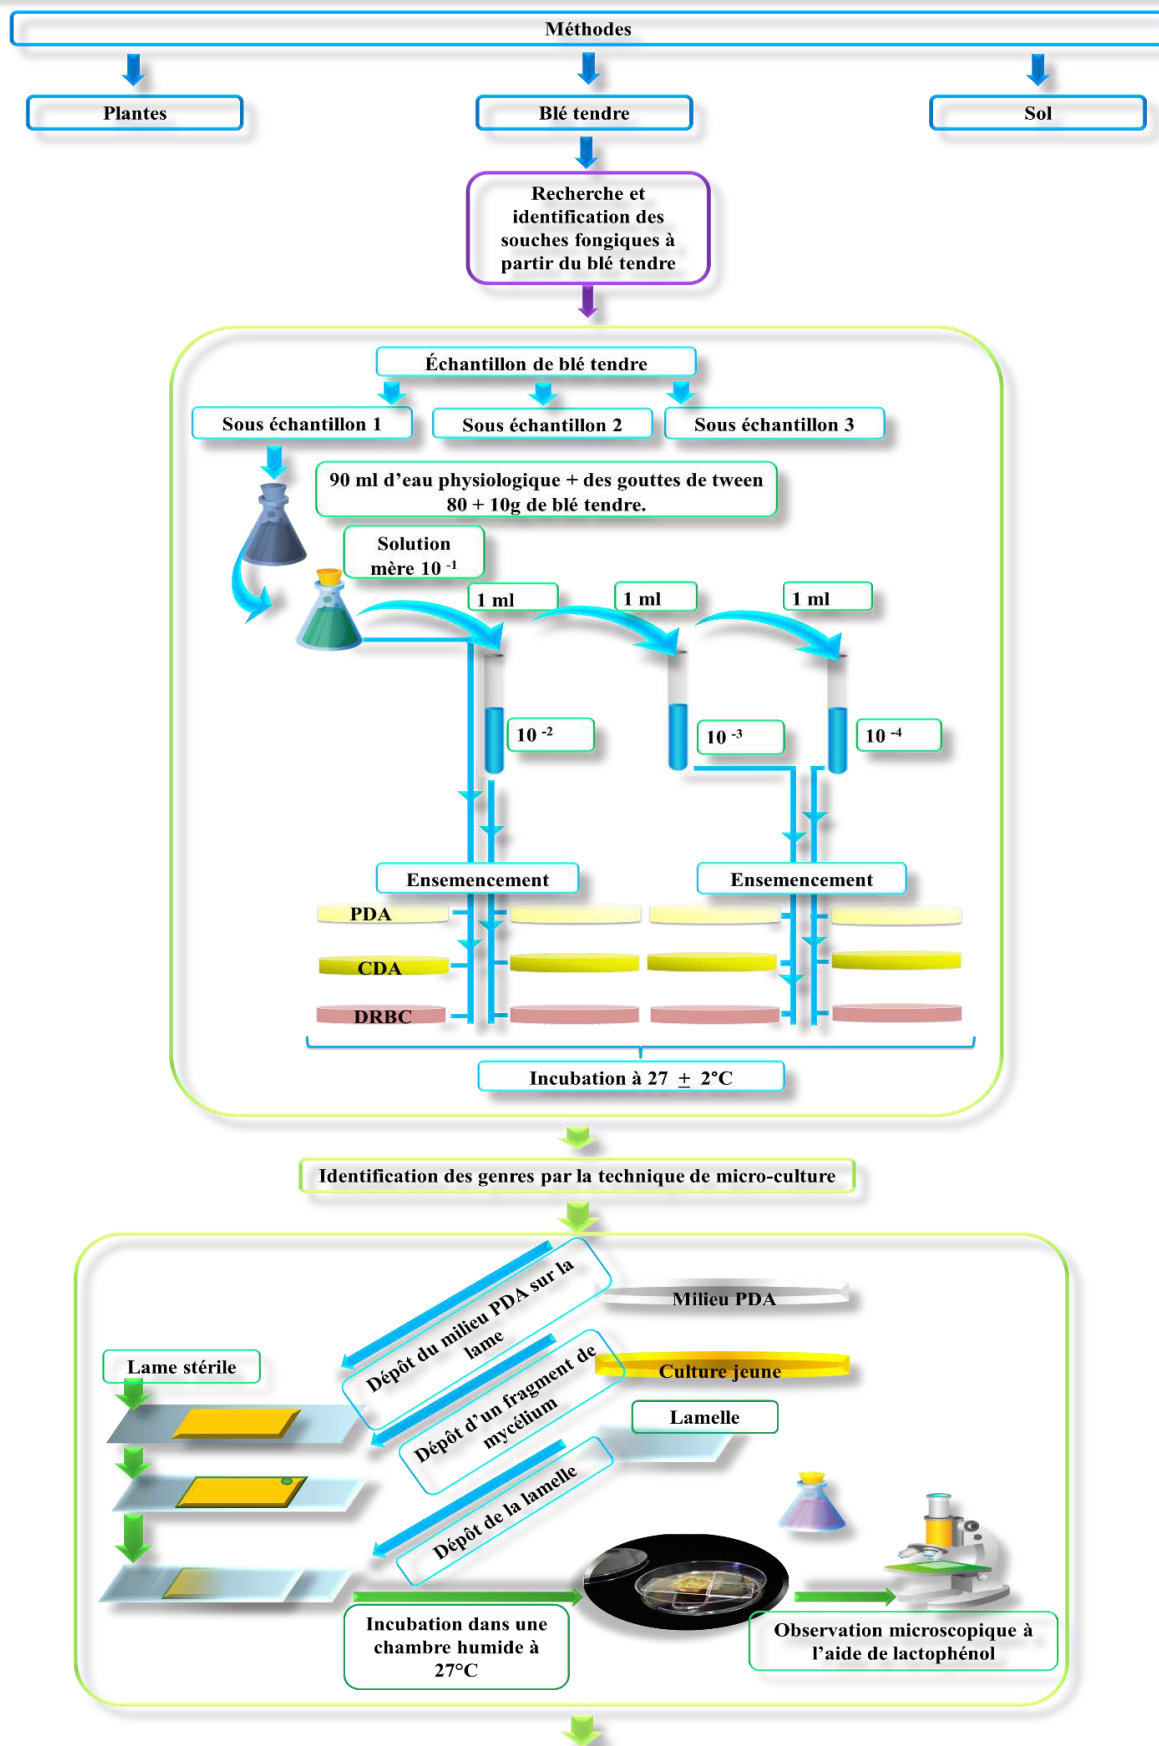 Méthodes
Plantes
Blé tendre
Sol
Recherche et
identification des
souches fongiques à
partir du blé tendre
Échantillon de blé tendre
Sous échantillon 1
Sous échantillon 2
Sous échantillon 3
90 ml d’eau physiologique + des gouttes de tween
80 + 10g de blé tendre.
Solution
mère 10 -1
1 ml
1 ml
1 ml
10 -2
10 -3
10 -4
Ensemencement
Ensemencement
PDA
CDA
DRBC
Incubation à 27 ± 2°C
Identification des genres par la technique de micro-culture
Dépôt du milieu PDA sur la
lame
Milieu PDA
Lame stérile
Dépôt d’un fragment de
mycélium
Culture jeune
Lamelle
Dépôt de la lamelle
Incubation dans une
chambre humide à
27°C
Observation microscopique à
l’aide de lactophénol